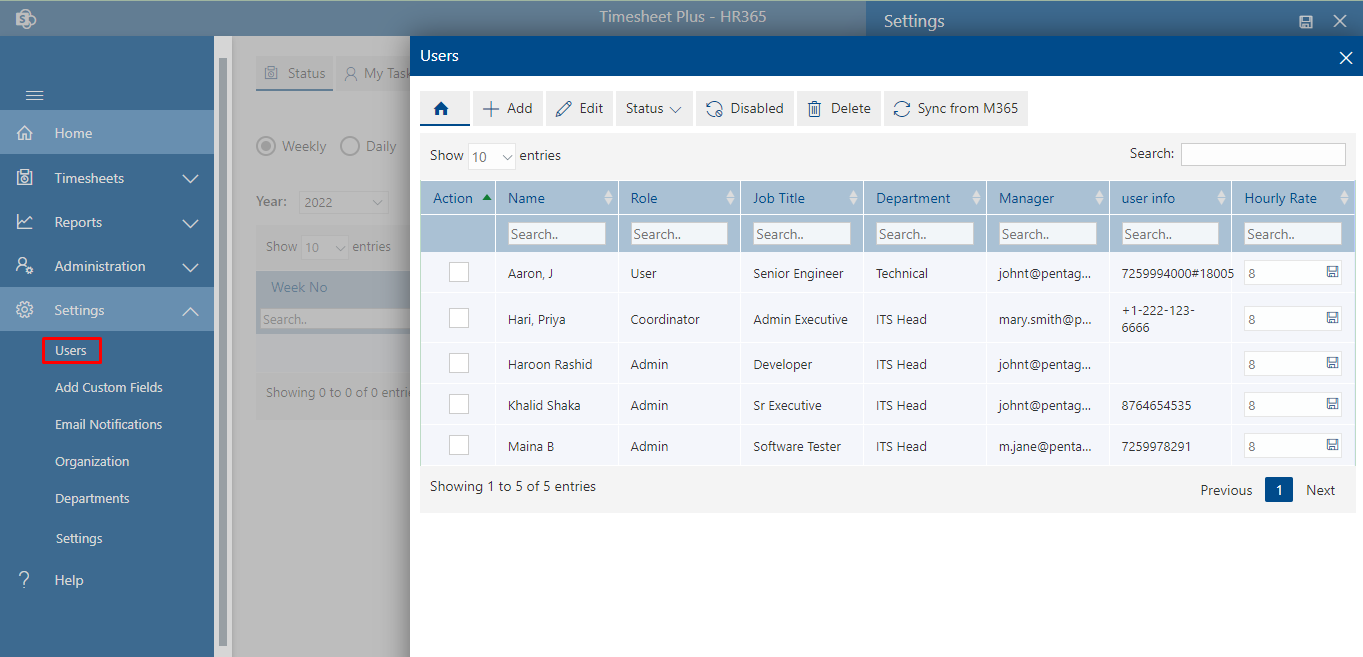 Timesheet Plus - HR365
Settings
Home
Timesheets
Reports
Administration
Settings
Users
Add Custom Fields
Email Notifications
Organization
Departments
Settings
? Help
Status My Task
Weekly Daily
Year: 2022
Show 10 entries
Week No
Search..
Showing 0 to 0 of 0 entri
Users
Add Edit Status Disabled Delete Sync from M365
Show 10 entries Search:
Action Name Role Job Title Department Manager user info Hourly Rate
Search.. Search.. Search.. Search.. Search.. Search.. Search..
Aaron, J User Senior Engineer Technical johnt@pentag... 7259994000#18005 8
Hari, Priya Coordinator Admin Executive ITS Head mary.smith@p... +1-222-123-6666 8
Haroon Rashid Admin Developer ITS Head johnt@pentag... 8
Khalid Shaka Admin Sr Executive ITS Head johnt@pentag... 8764654535 8
Maina B Admin Software Tester ITS Head m.jane@penta... 7259978291 8
Showing 1 to 5 of 5 entries
Previous 1 Next